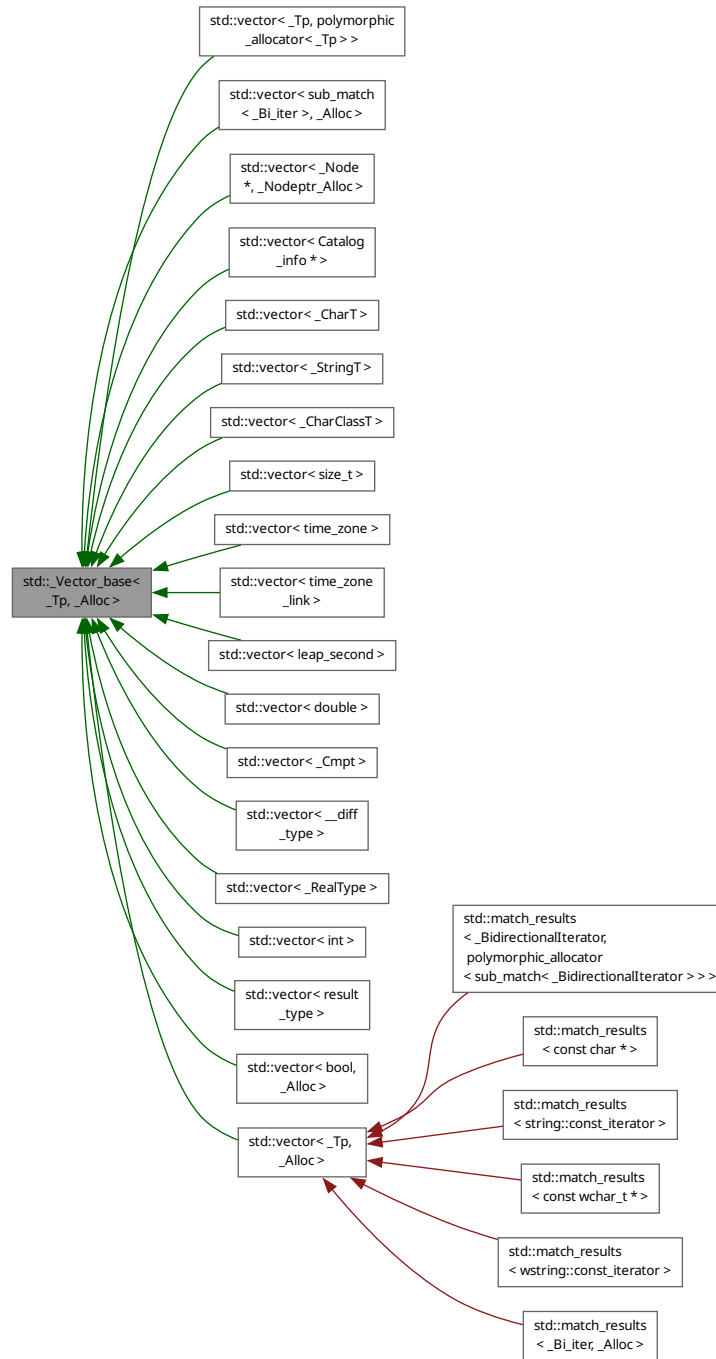 std::vector< _Tp, polymorphic
_allocator< _Tp > >
std::vector< sub_match
< _Bi_iter >, _Alloc >
std::vector< _Node
*, _Nodeptr_Alloc >
std::vector< Catalog
_info * >
std::vector< _CharT >
std::vector< _StringT >
std::vector< _CharClassT >
std::vector< size_t >
std::vector< time_zone >
std::_Vector_base<
_Tp, _Alloc >
std::vector< time_zone
_link >
std::vector< leap_second >
std::vector< double >
std::vector< _Cmpt >
std::vector< __diff
_type >
std::vector< _RealType >
std::vector< int >
std::vector< result
_type >
std::vector< bool,
_Alloc >
std::vector< _Tp,
_Alloc >
std::match_results
< _BidirectionalIterator,
polymorphic_allocator
< sub_match< _BidirectionalIterator > > >
std::match_results
< const char * >
std::match_results
< string::const_iterator >
std::match_results
< const wchar_t * >
std::match_results
< wstring::const_iterator >
std::match_results
< _Bi_iter, _Alloc >